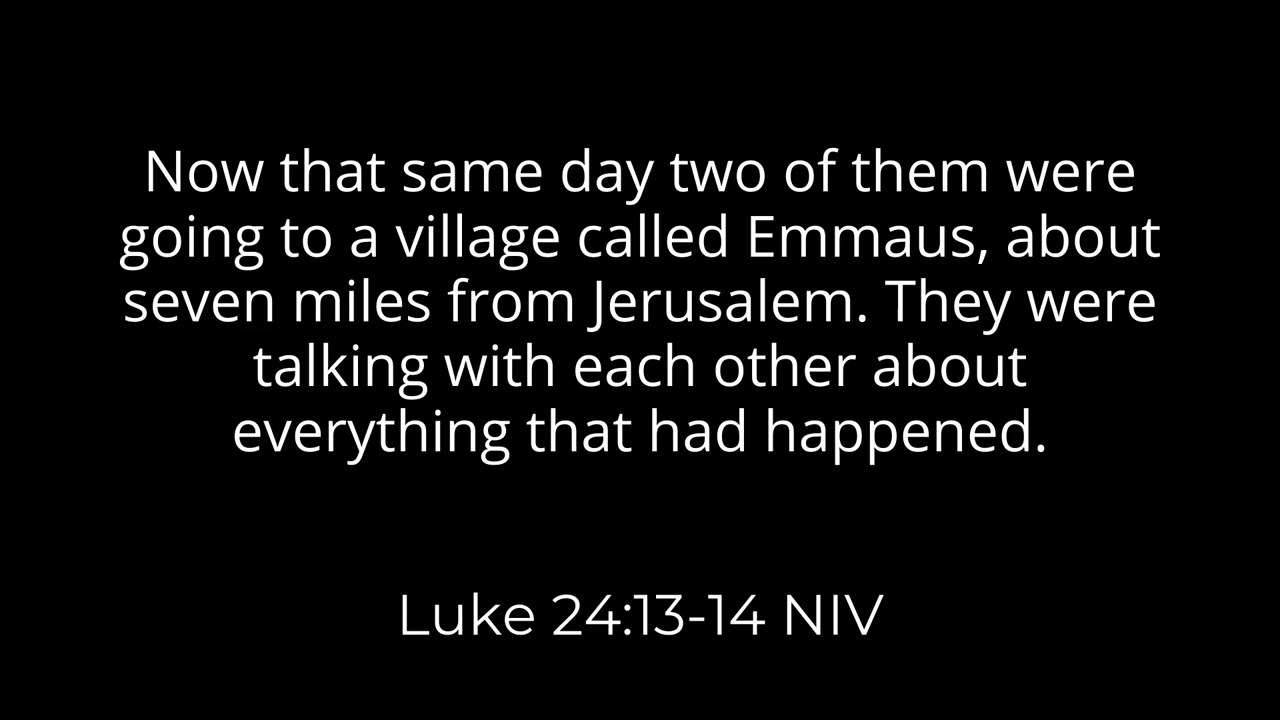 Now that same day two of them were
going to a village called Emmaus, about
seven miles from Jerusalem. They were
talking with each other about
everything that had happened.
Luke 24:13-14 NIV